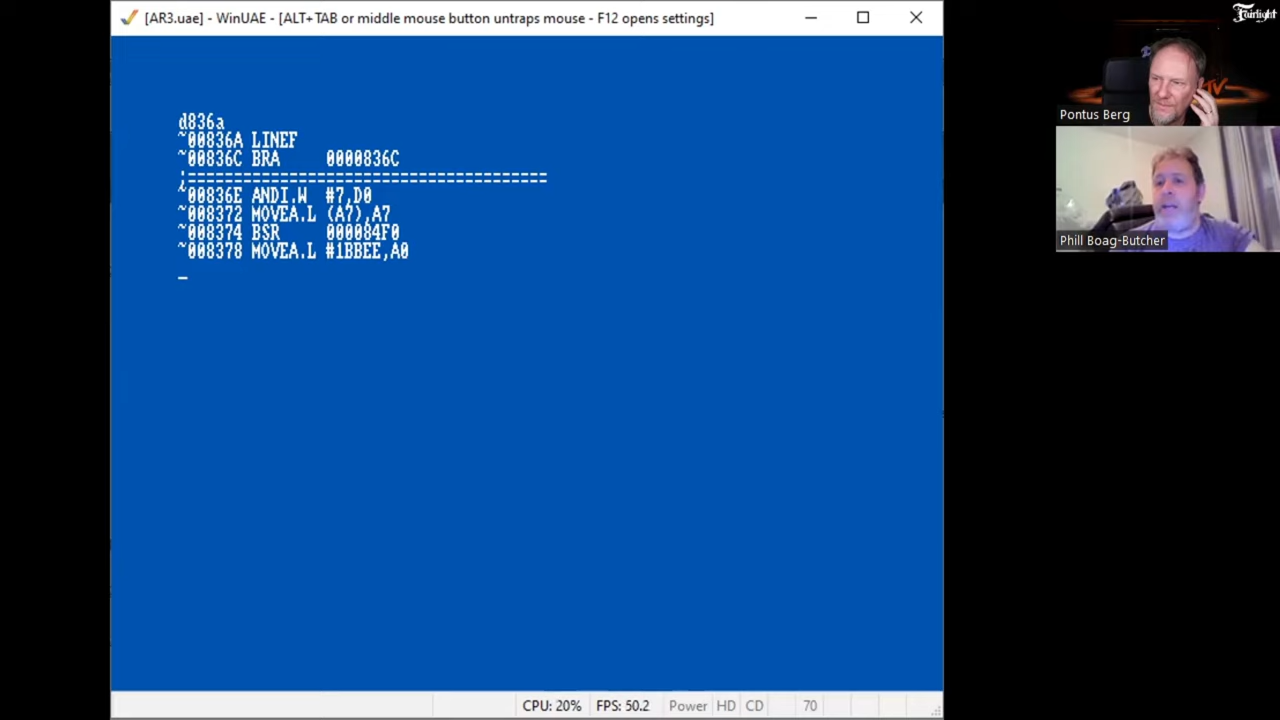 [AR3.uae] - WinUAE - [ALT+TAB or middle mouse button untraps mouse - F12 opens settings]
Fairlight
d836a
~00836A LINEF
~00836C BRA 0000836C
;=======================================
~00836E ANDI.W #7,D0
~008372 MOVEA.L (A7),A7
~008374 BSR 000084F0
~008378 MOVEA.L #1BBEE,A0
_
Pontus Berg
TV
Phill Boag-Butcher
CPU: 20% FPS: 50.2 Power HD CD 70